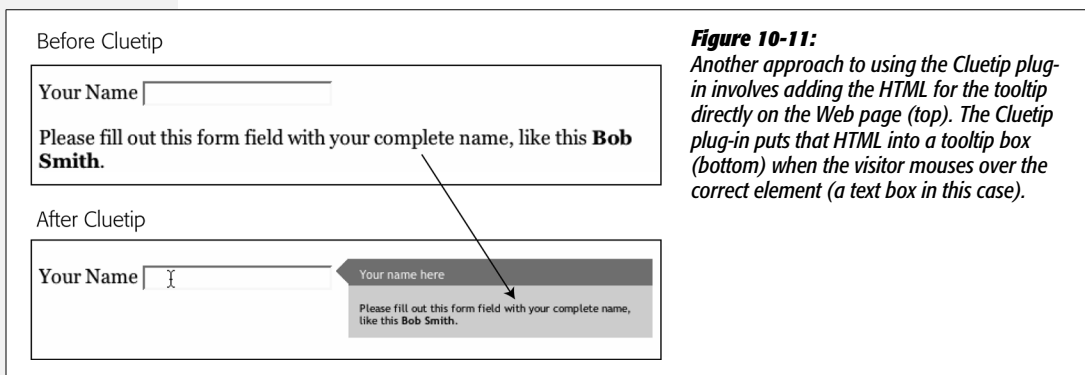 Before Cluetip
Your Name
Please fill out this form field with your complete name, like this Bob
Smith.
After Cluetip
Your Name
Your name here
Please fill out this form field with your complete name,
like this Bob Smith.
Figure 10-11:
Another approach to using the Cluetip plug-
in involves adding the HTML for the tooltip
directly on the Web page (top). The Cluetip
plug-in puts that HTML into a tooltip box
(bottom) when the visitor mouses over the
correct element (a text box in this case).